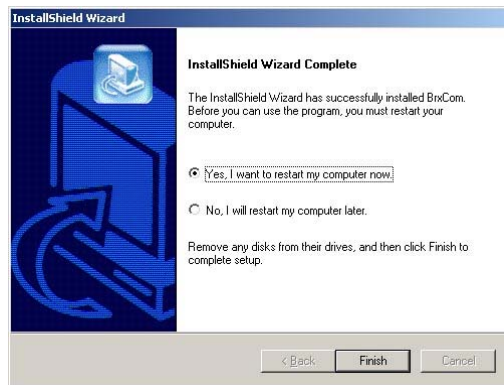 InstallShield Wizard
InstallShield Wizard Complete
The InstallShield Wizard has successfully installed BrxCom.
Before you can use the program, you must restart your
computer.
Yes, I want to restart my computer now.
No, I will restart my computer later.
Remove any disks from their drives, and then click Finish to
complete setup.
< Back
Finish
Cancel